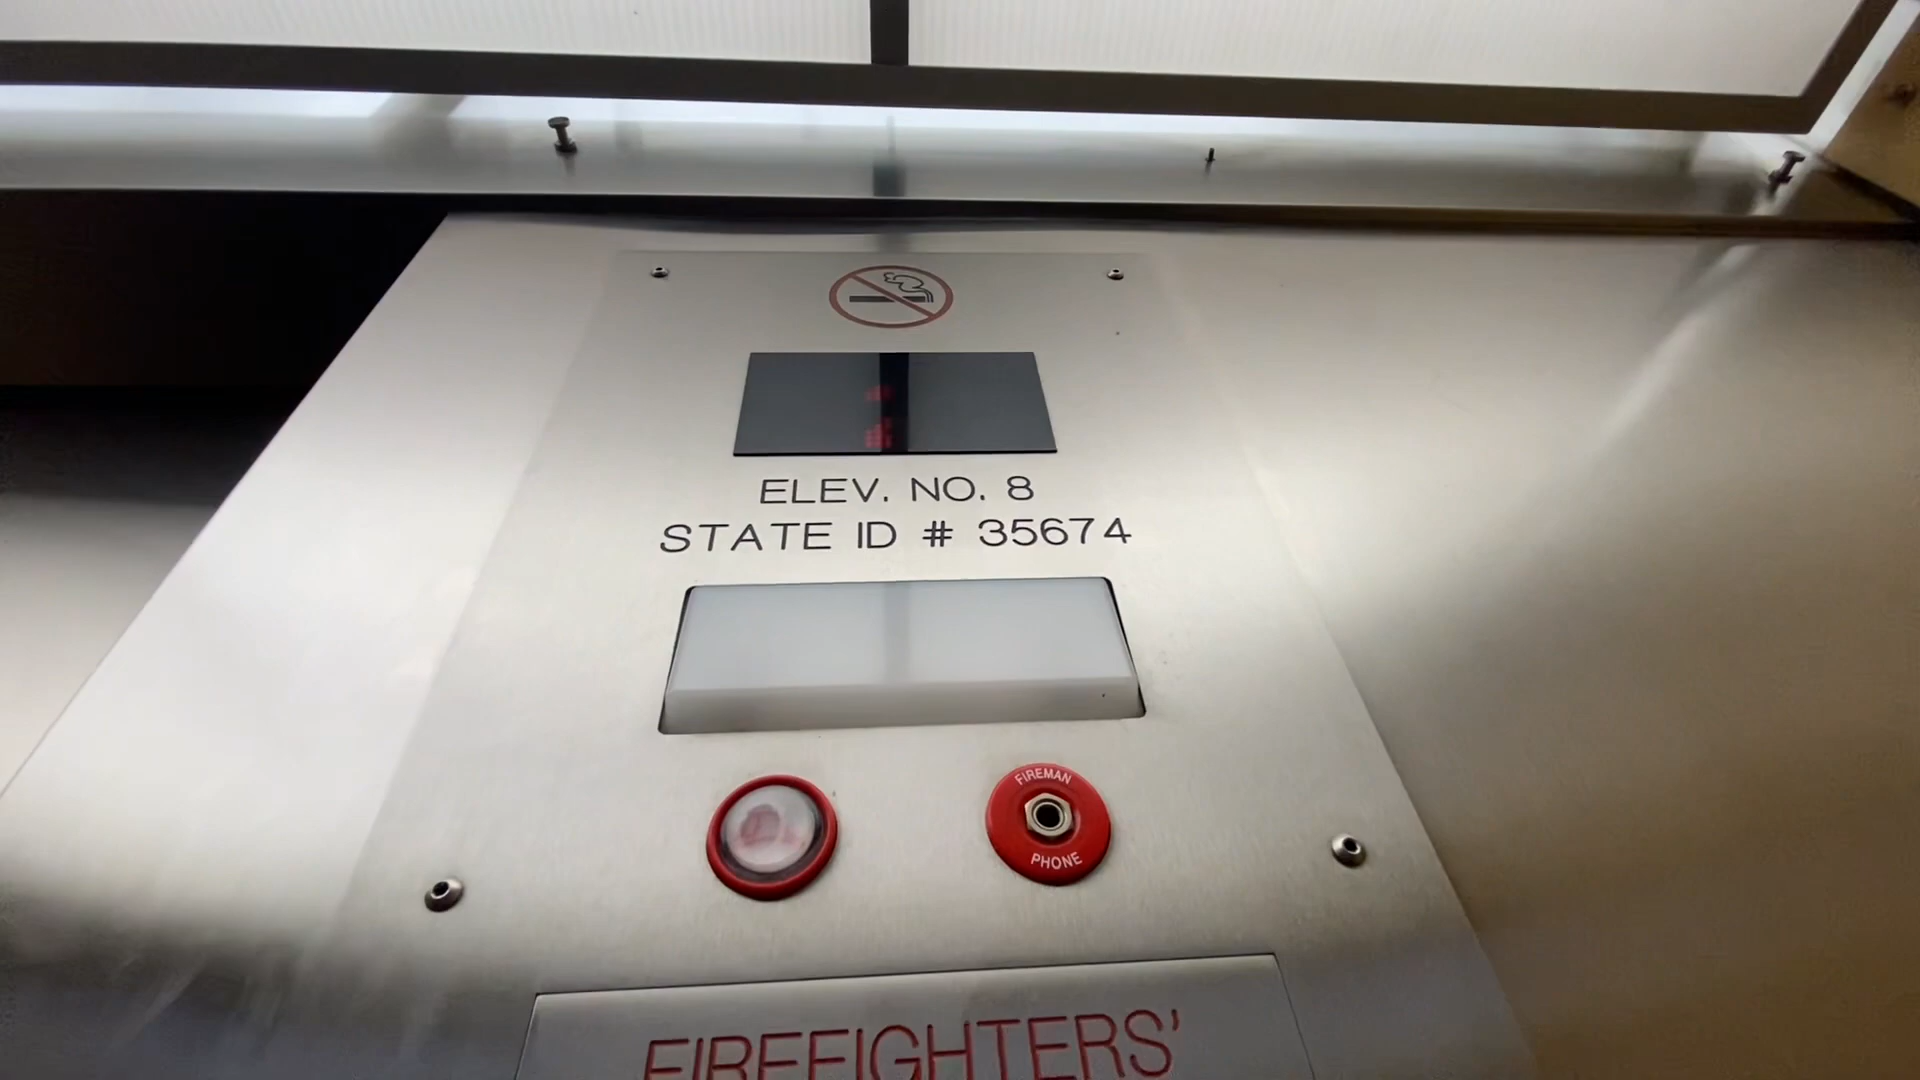 ELEV. NO. 8
STATE ID # 35674
FIREMAN
PHONE
FIREFIGHTERS'